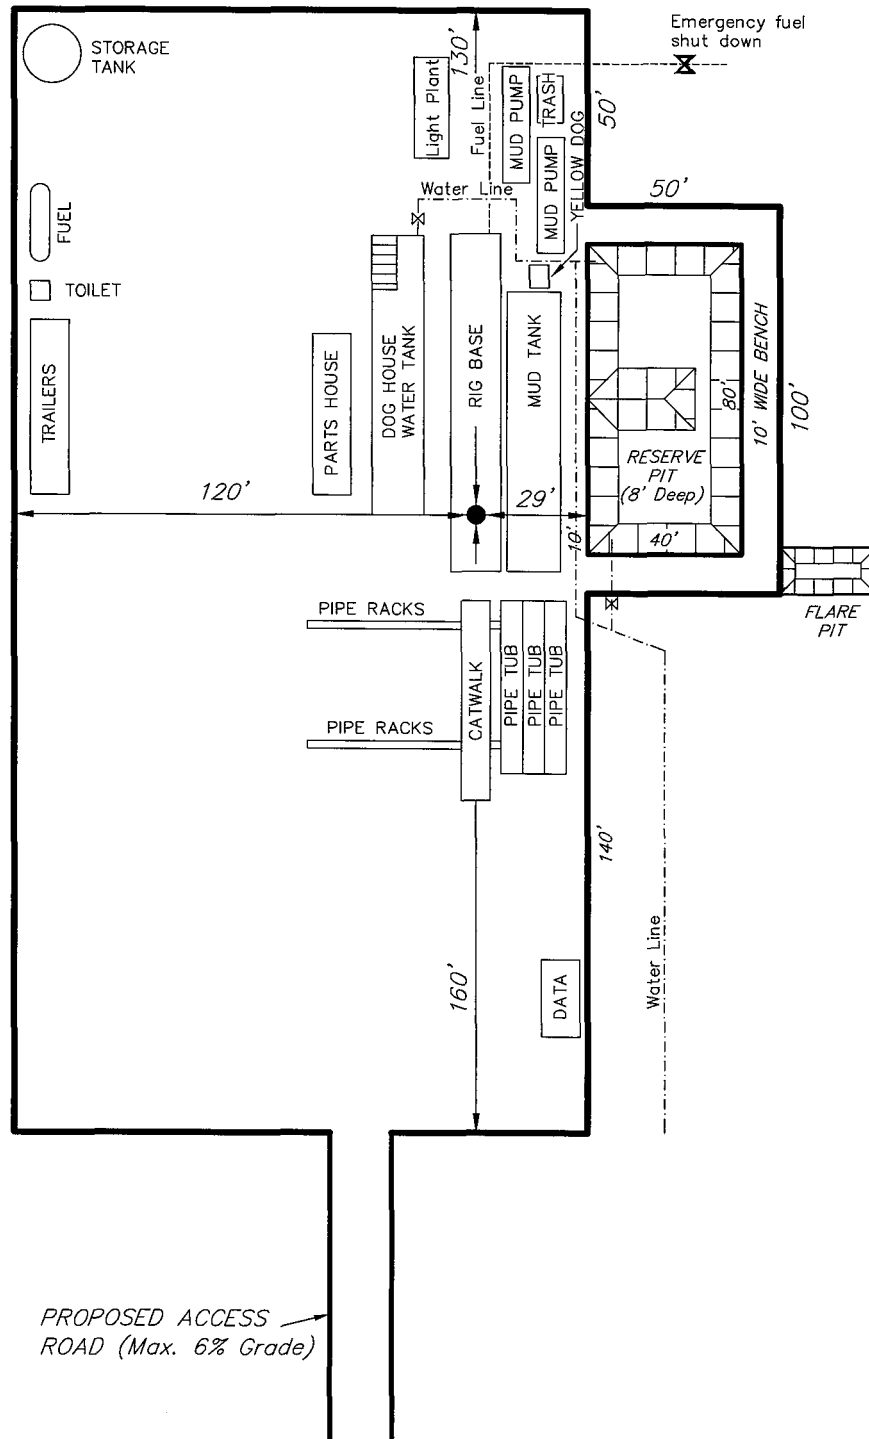 Emergency fuel
shut down
STORAGE
TANK
130'
Light Plant
Fuel Line
MUD PUMP
TRASH
50'
MUD PUMP
YELLOW DOG
Water Line
50'
FUEL
TOILET
TRAILERS
PARTS HOUSE
DOG HOUSE
WATER TANK
RIG BASE
MUD TANK
80'
10' WIDE BENCH
100'
RESERVE
PIT
(8' Deep)
120'
29'
10'
40'
FLARE
PIT
PIPE RACKS
CATWALK
PIPE TUB
PIPE TUB
PIPE TUB
PIPE RACKS
140'
160'
DATA
Water Line
PROPOSED ACCESS
ROAD (Max. 6% Grade)